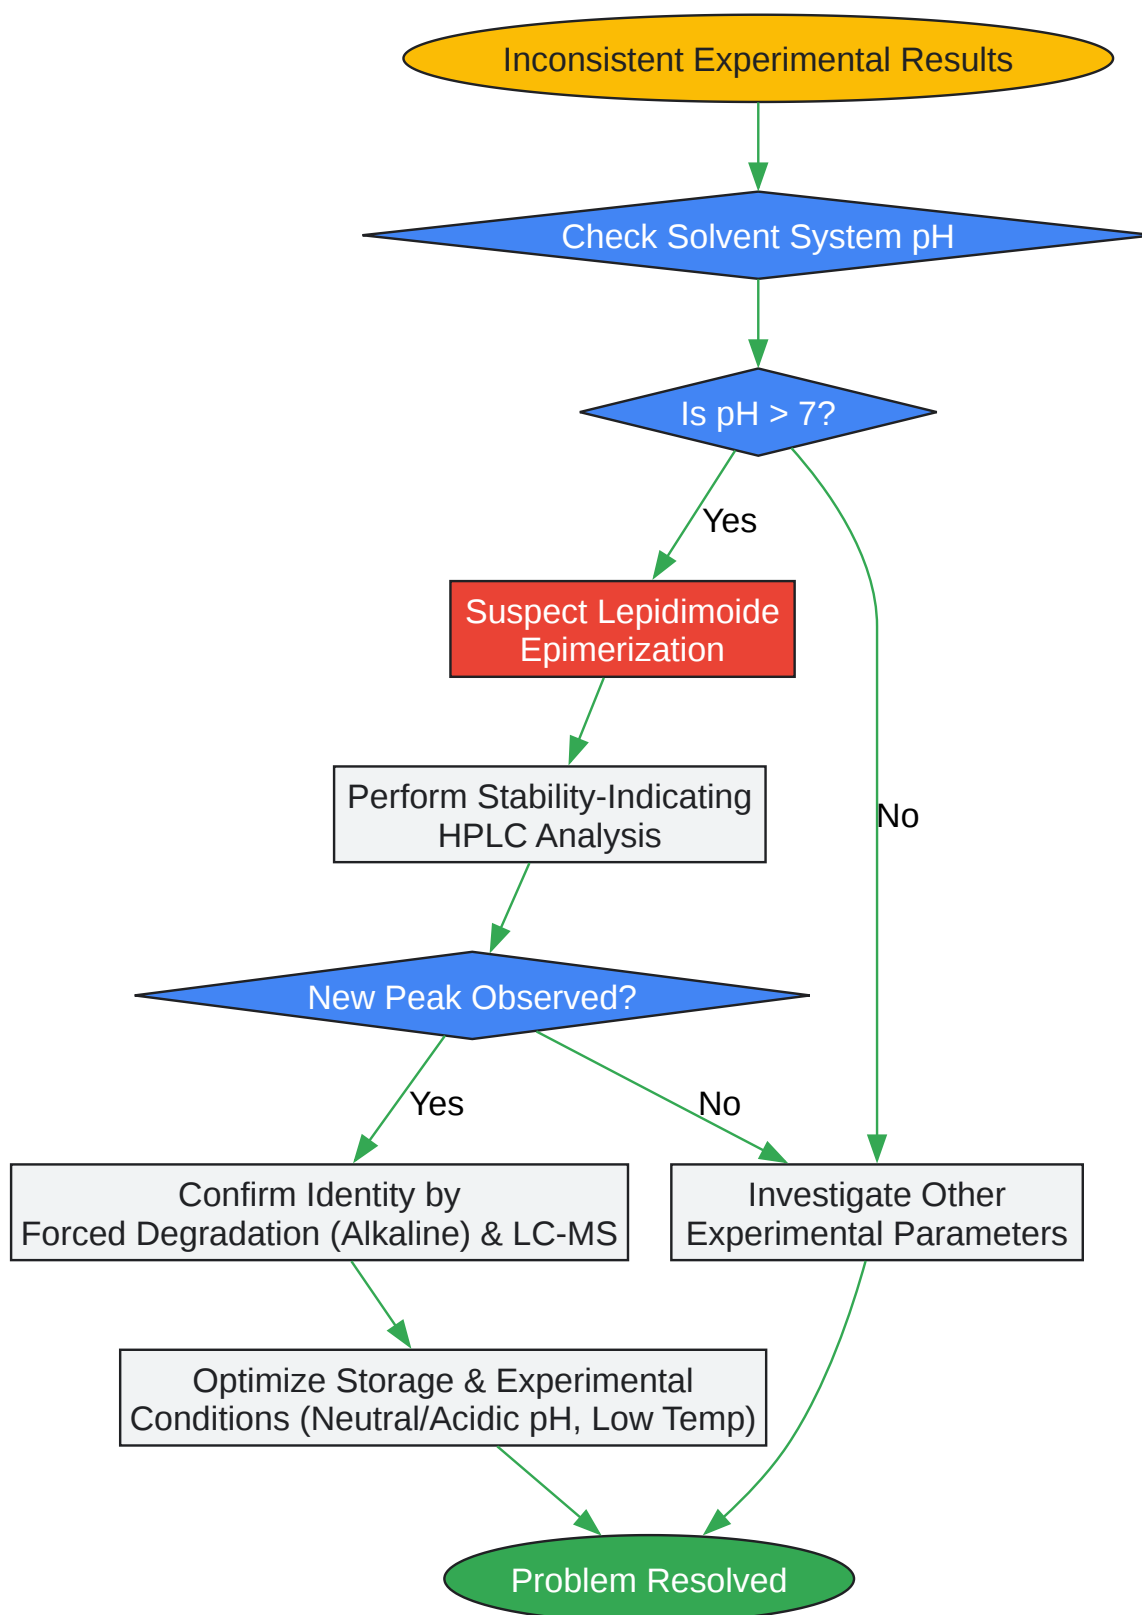 Inconsistent Experimental Results
Check Solvent System pH
Is pH > 7?
Yes
Suspect Lepidimoide
Epimerization
Perform Stability-Indicating
HPLC Analysis
No
New Peak Observed?
Yes
No
Confirm Identity by
Forced Degradation (Alkaline) & LC-MS
Investigate Other
Experimental Parameters
Optimize Storage & Experimental
Conditions (Neutral/Acidic pH, Low Temp)
Problem Resolved